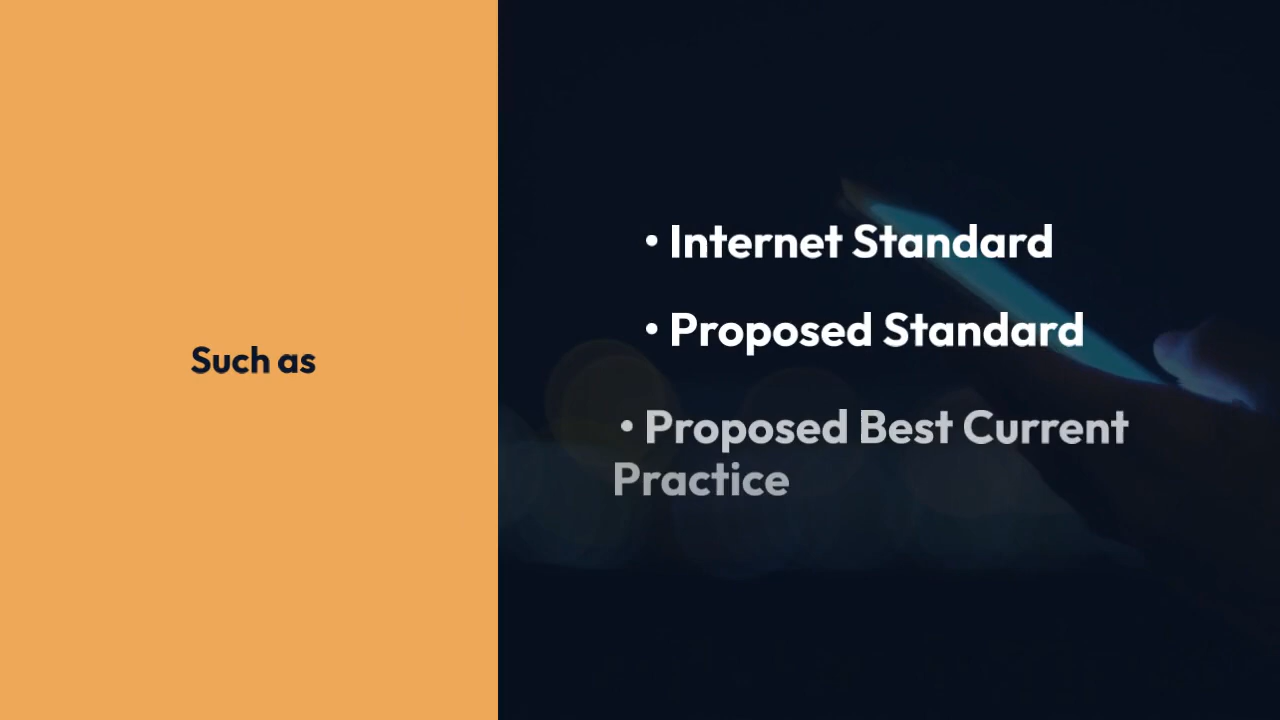 Such as
• Internet Standard
• Proposed Standard
• Proposed Best Current
Practice